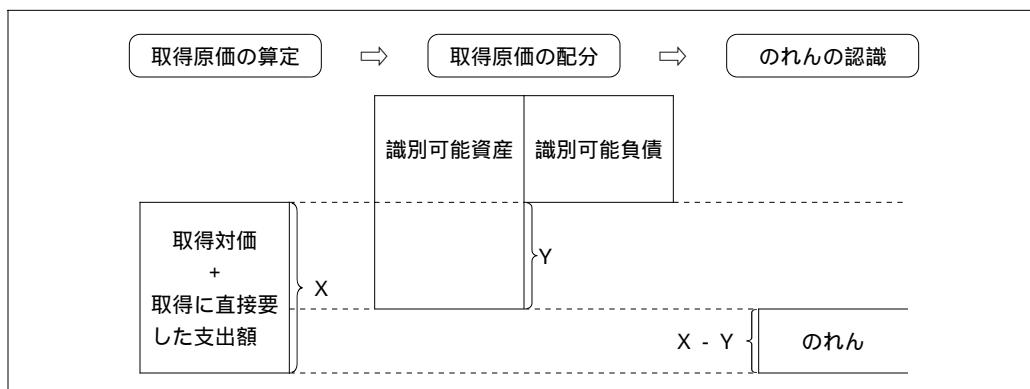 取得原価の算定 ⇨ 取得原価の配分 ⇨ のれんの認識
識別可能資産 識別可能負債
取得対価
+
取得に直接要
した支出額
X
Y
X - Y
のれん